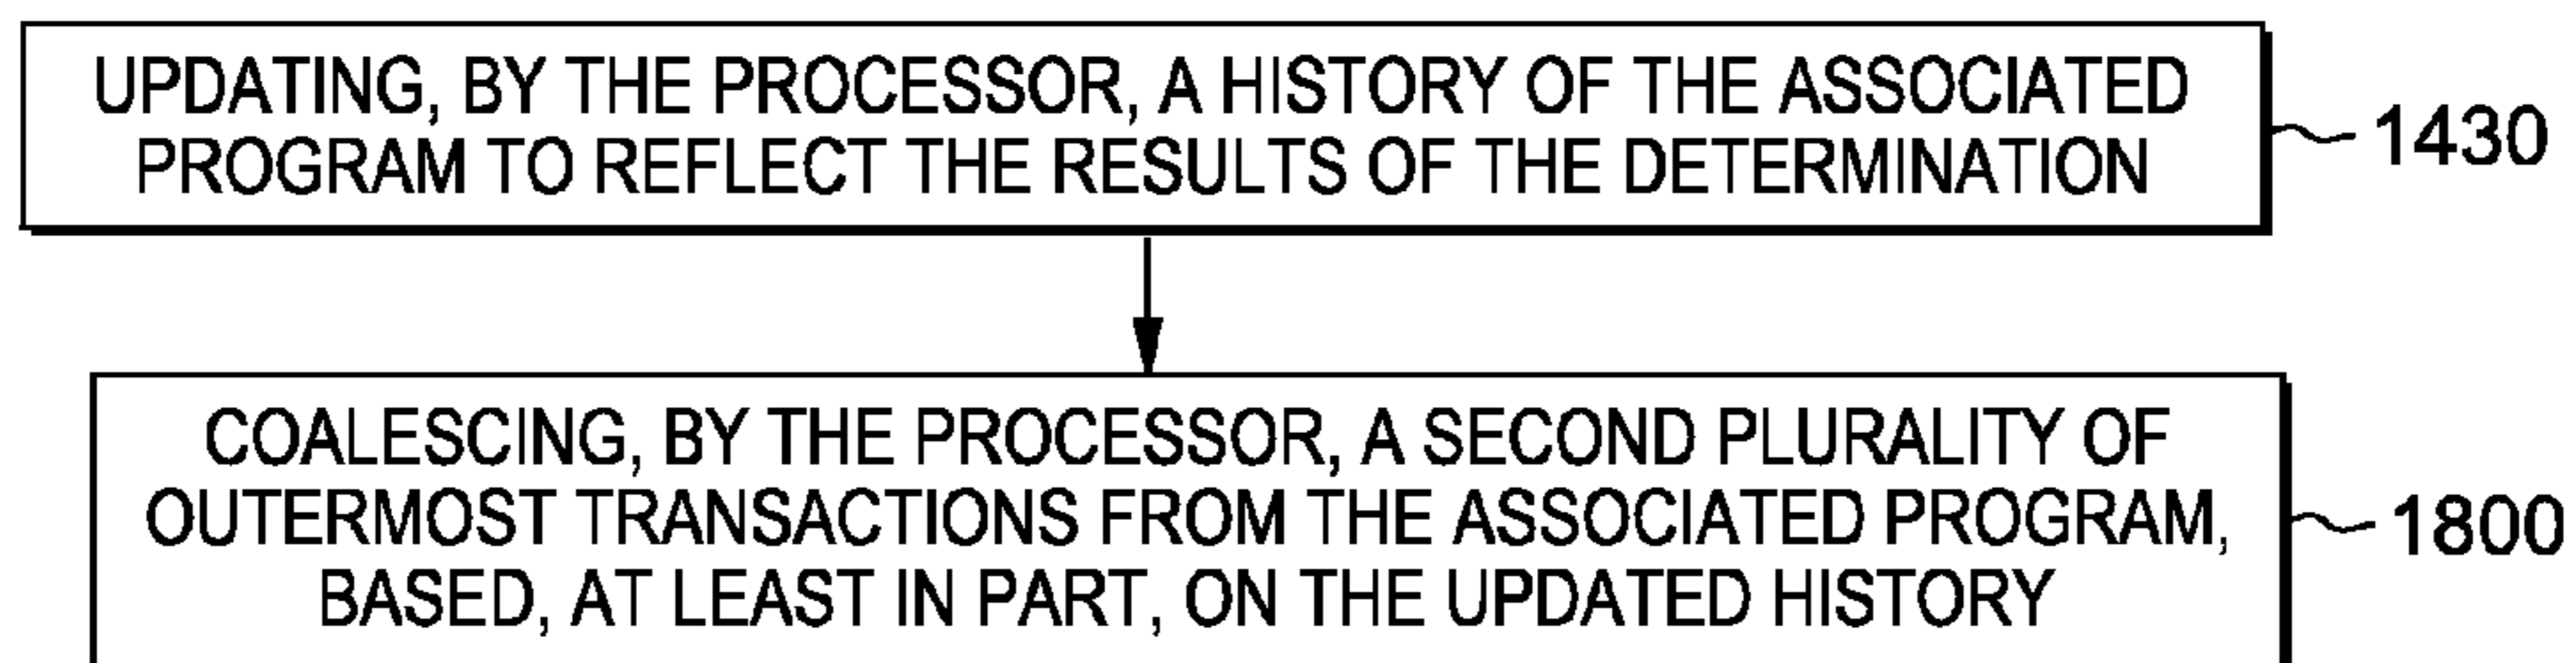 UPDATING, BY THE PROCESSOR, A HISTORY OF THE ASSOCIATED
PROGRAM TO REFLECT THE RESULTS OF THE DETERMINATION
1430
COALESCING, BY THE PROCESSOR, A SECOND PLURALITY OF
OUTERMOST TRANSACTIONS FROM THE ASSOCIATED PROGRAM,
BASED, AT LEAST IN PART, ON THE UPDATED HISTORY
1800